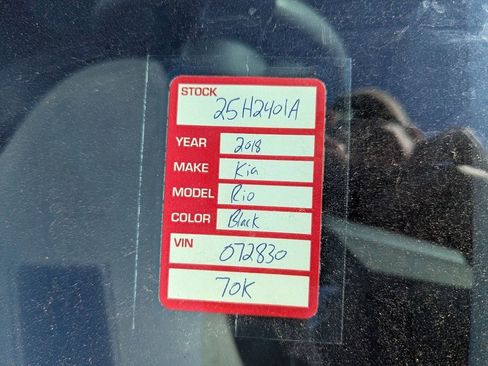 STOCK
25H2401A
YEAR 2018
MAKE Kia
MODEL Rio
COLOR Black
VIN 072830
70K